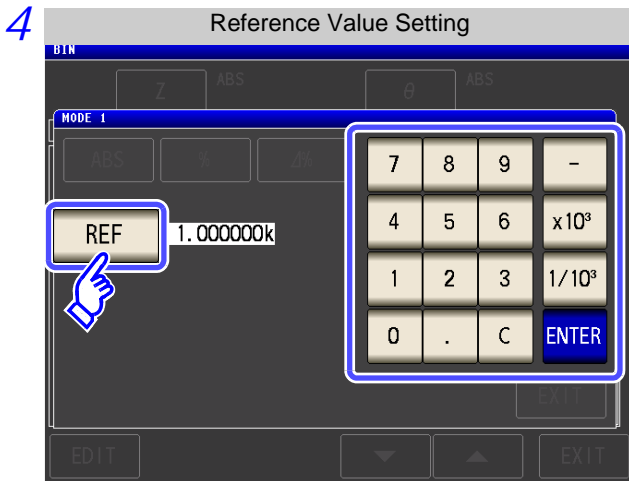 4
Reference Value Setting
BIN
Z ABS θ ABS
MODE 1
ABS % Δ%
7 8 9 -
REF 1.000000k
4 5 6 x10³
1 2 3 1/10³
0 . C ENTER
EXIT
EDIT EXIT